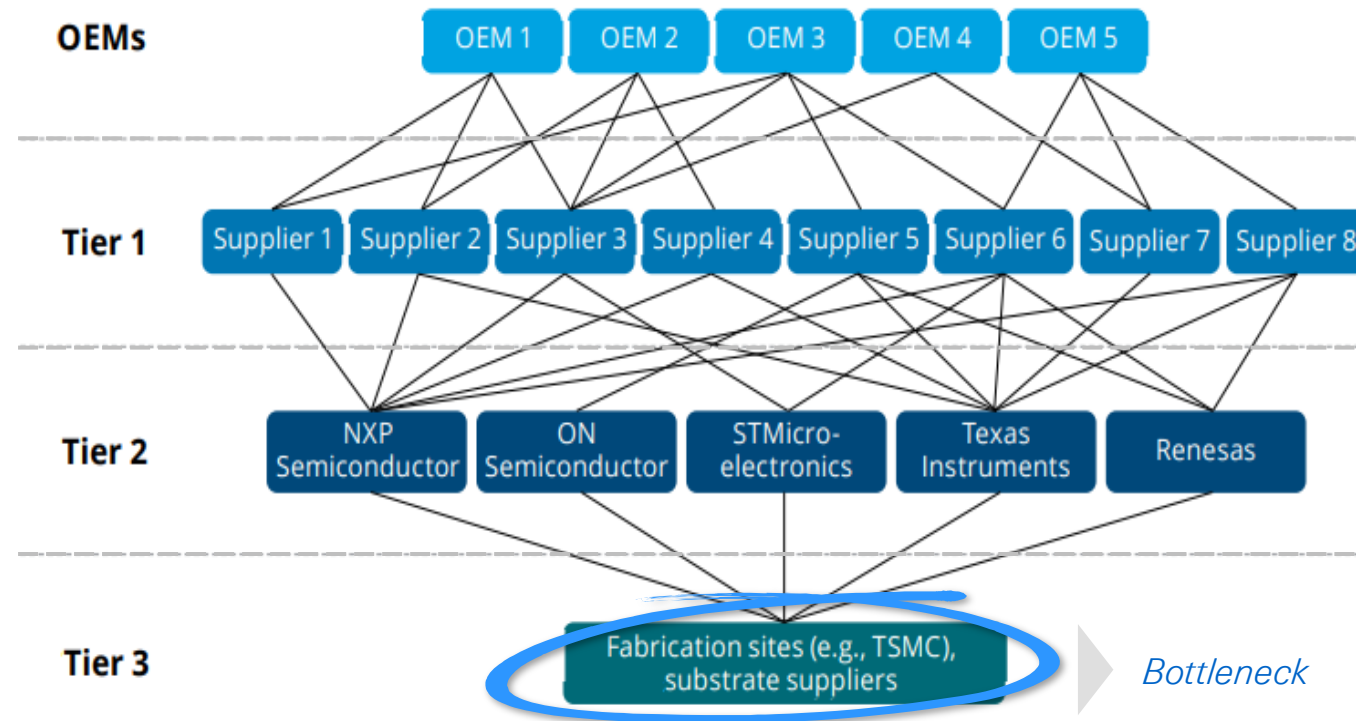 OEMs
OEM 1
OEM 2
OEM 3
OEM 4
OEM 5
Tier 1
Supplier 1
Supplier 2
Supplier 3
Supplier 4
Supplier 5
Supplier 6
Supplier 7
Supplier 8
Tier 2
NXP
Semiconductor
ON
Semiconductor
STMicro-
electronics
Texas
Instruments
Renesas
Tier 3
Fabrication sites (e.g., TSMC),
substrate suppliers
Bottleneck